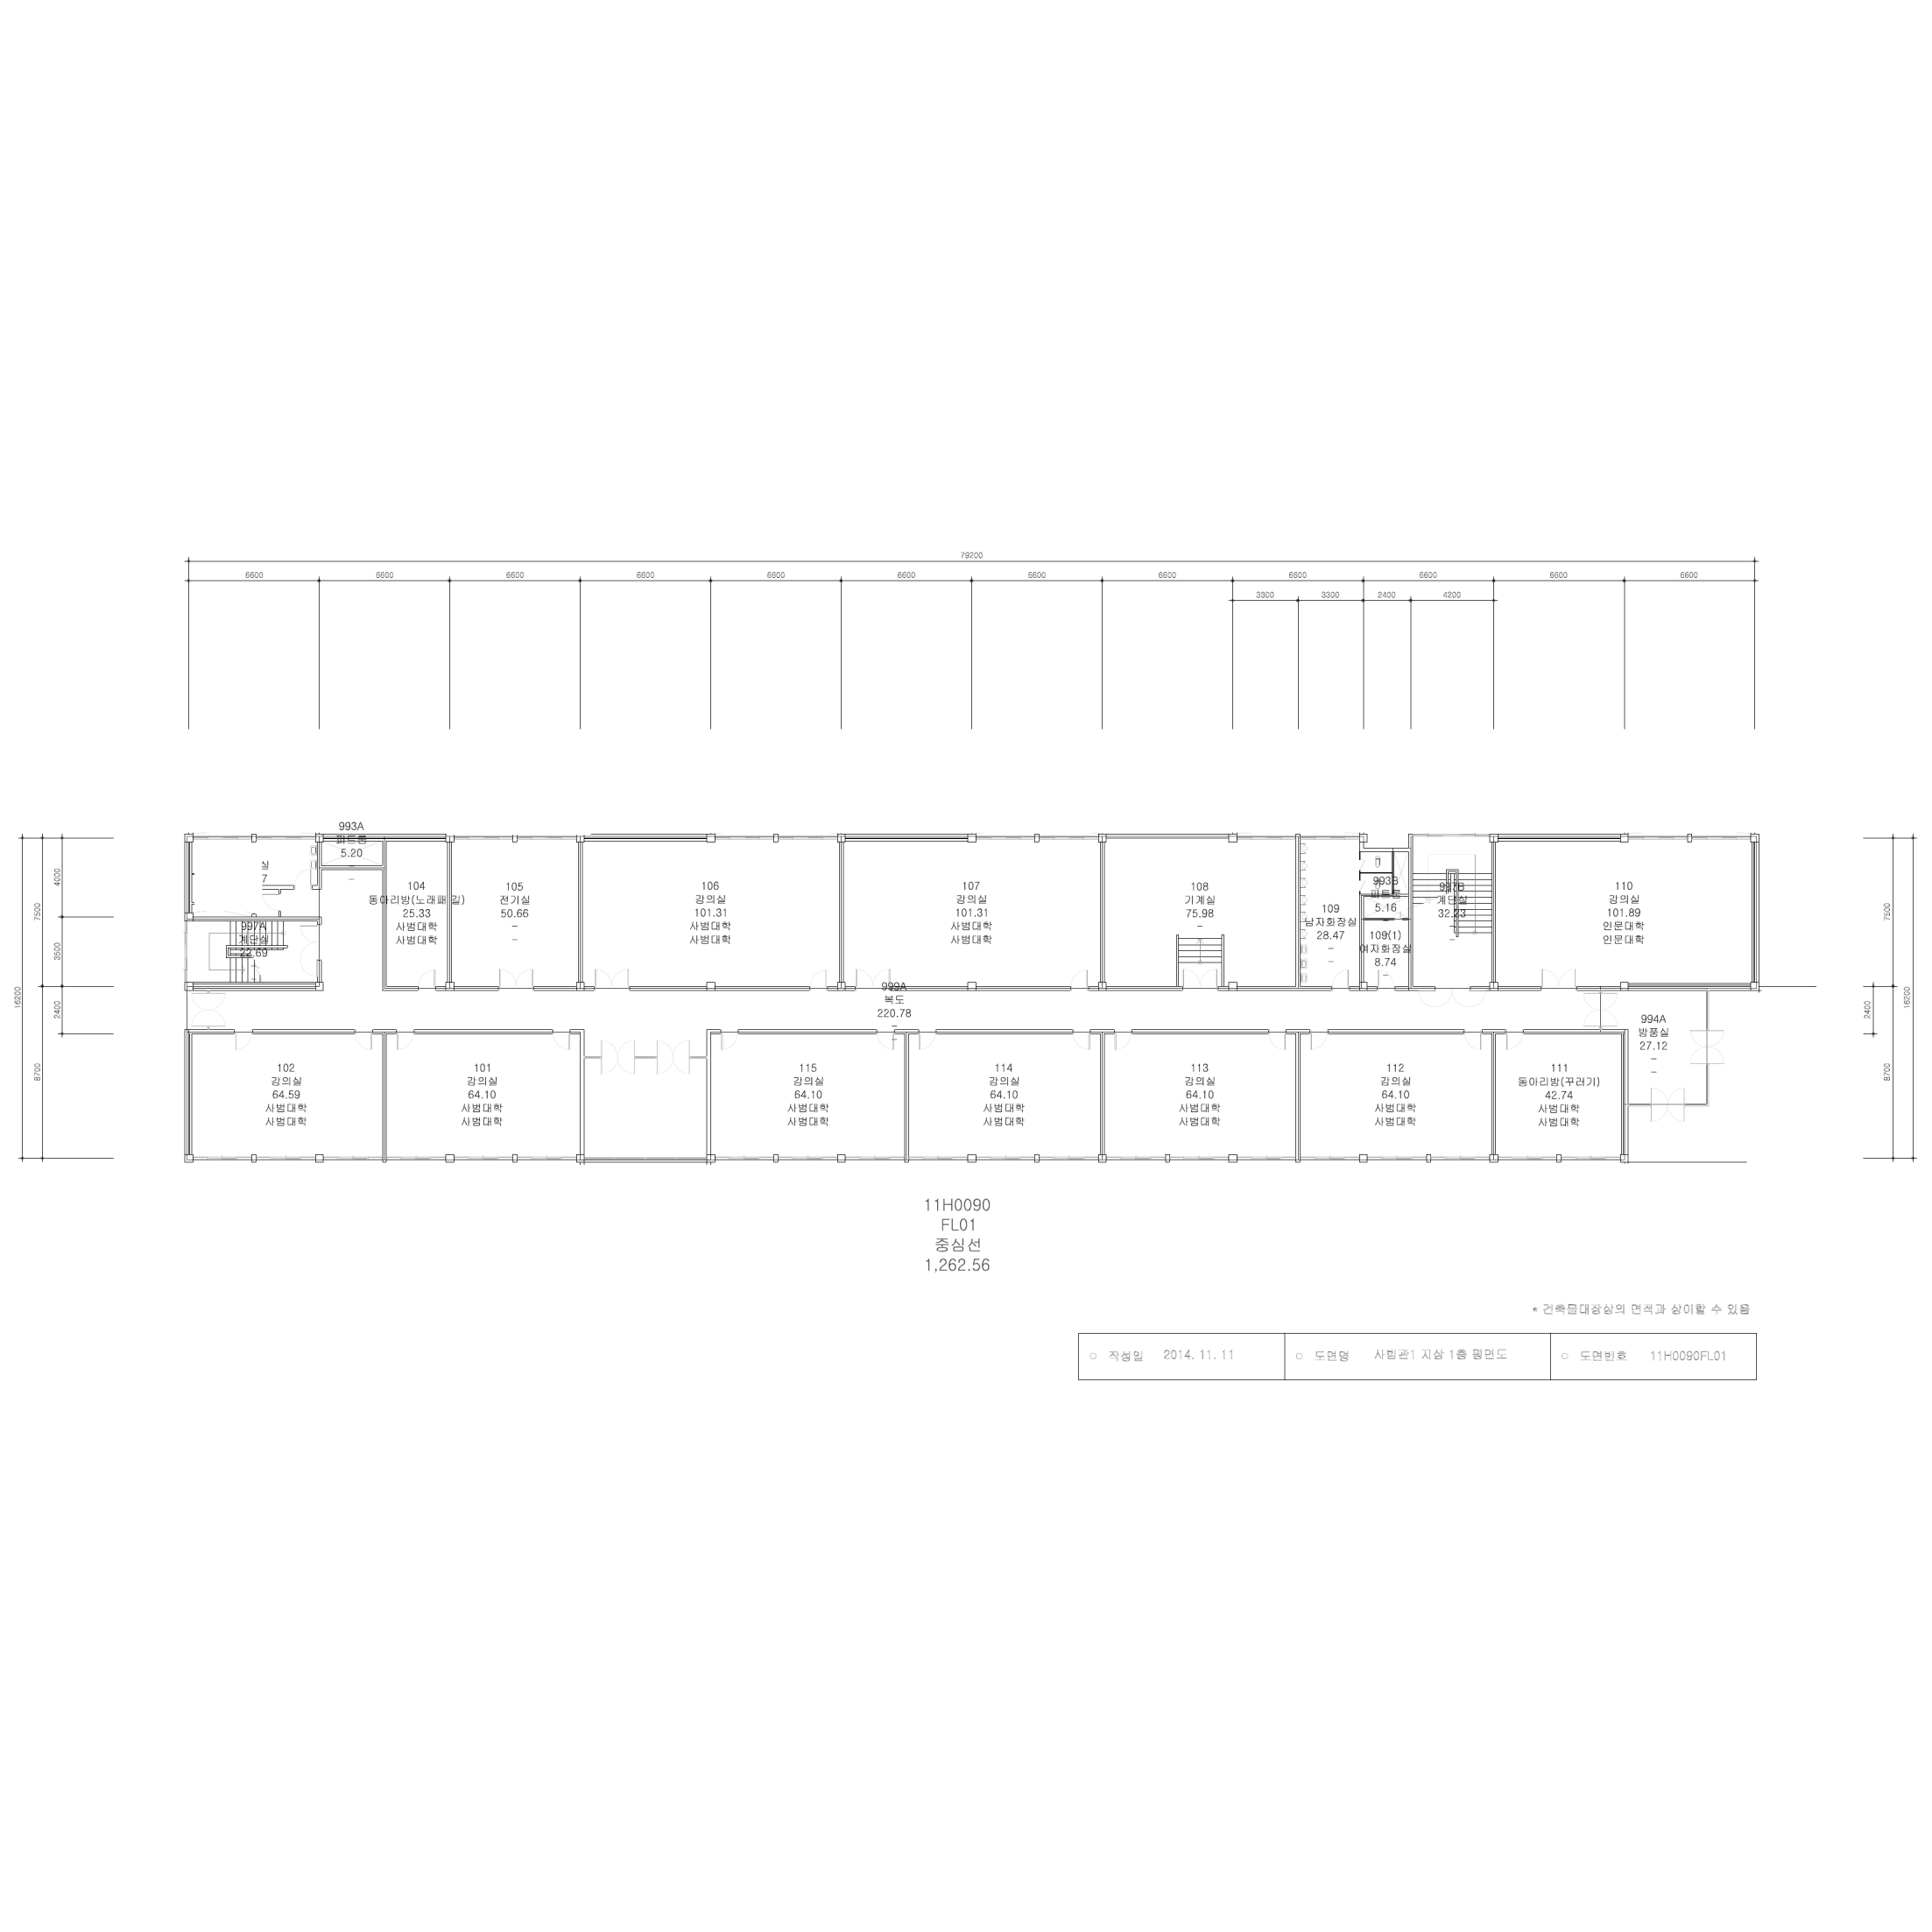 79200
6600 6600 6600 6600 6600 6600 6600 6600 6600 6600 6600 6600
3300 3300 2400 4200
16200
7500
8700
4000
3500
2400
7500
8700
2400
16200
993A
파트룸
5.20
-
-
실
7
997A
계단실
22.69
-
104
동아리방(노래패 길)
25.33
사범대학
사범대학
105
전기실
50.66
-
-
106
강의실
101.31
사범대학
사범대학
107
강의실
101.31
사범대학
사범대학
108
기계실
75.98
-
109
남자화장실
28.47
-
-
993B
파트룸
5.16
-
109(1)
여자화장실
8.74
-
997B
계단실
32.23
-
-
110
강의실
101.89
인문대학
인문대학
999A
복도
220.78
-
-
994A
방풍실
27.12
-
-
102
강의실
64.59
사범대학
사범대학
101
강의실
64.10
사범대학
사범대학
115
강의실
64.10
사범대학
사범대학
114
강의실
64.10
사범대학
사범대학
113
강의실
64.10
사범대학
사범대학
112
강의실
64.10
사범대학
사범대학
111
동아리방(꾸러기)
42.74
사범대학
사범대학
11H0090
FL01
중심선
1,262.56
* 건축물대장상의 면적과 상이할 수 있음
○ 작성일 2014. 11. 11
○ 도면명 사범관1 지상 1층 평면도
○ 도면번호 11H0090FL01